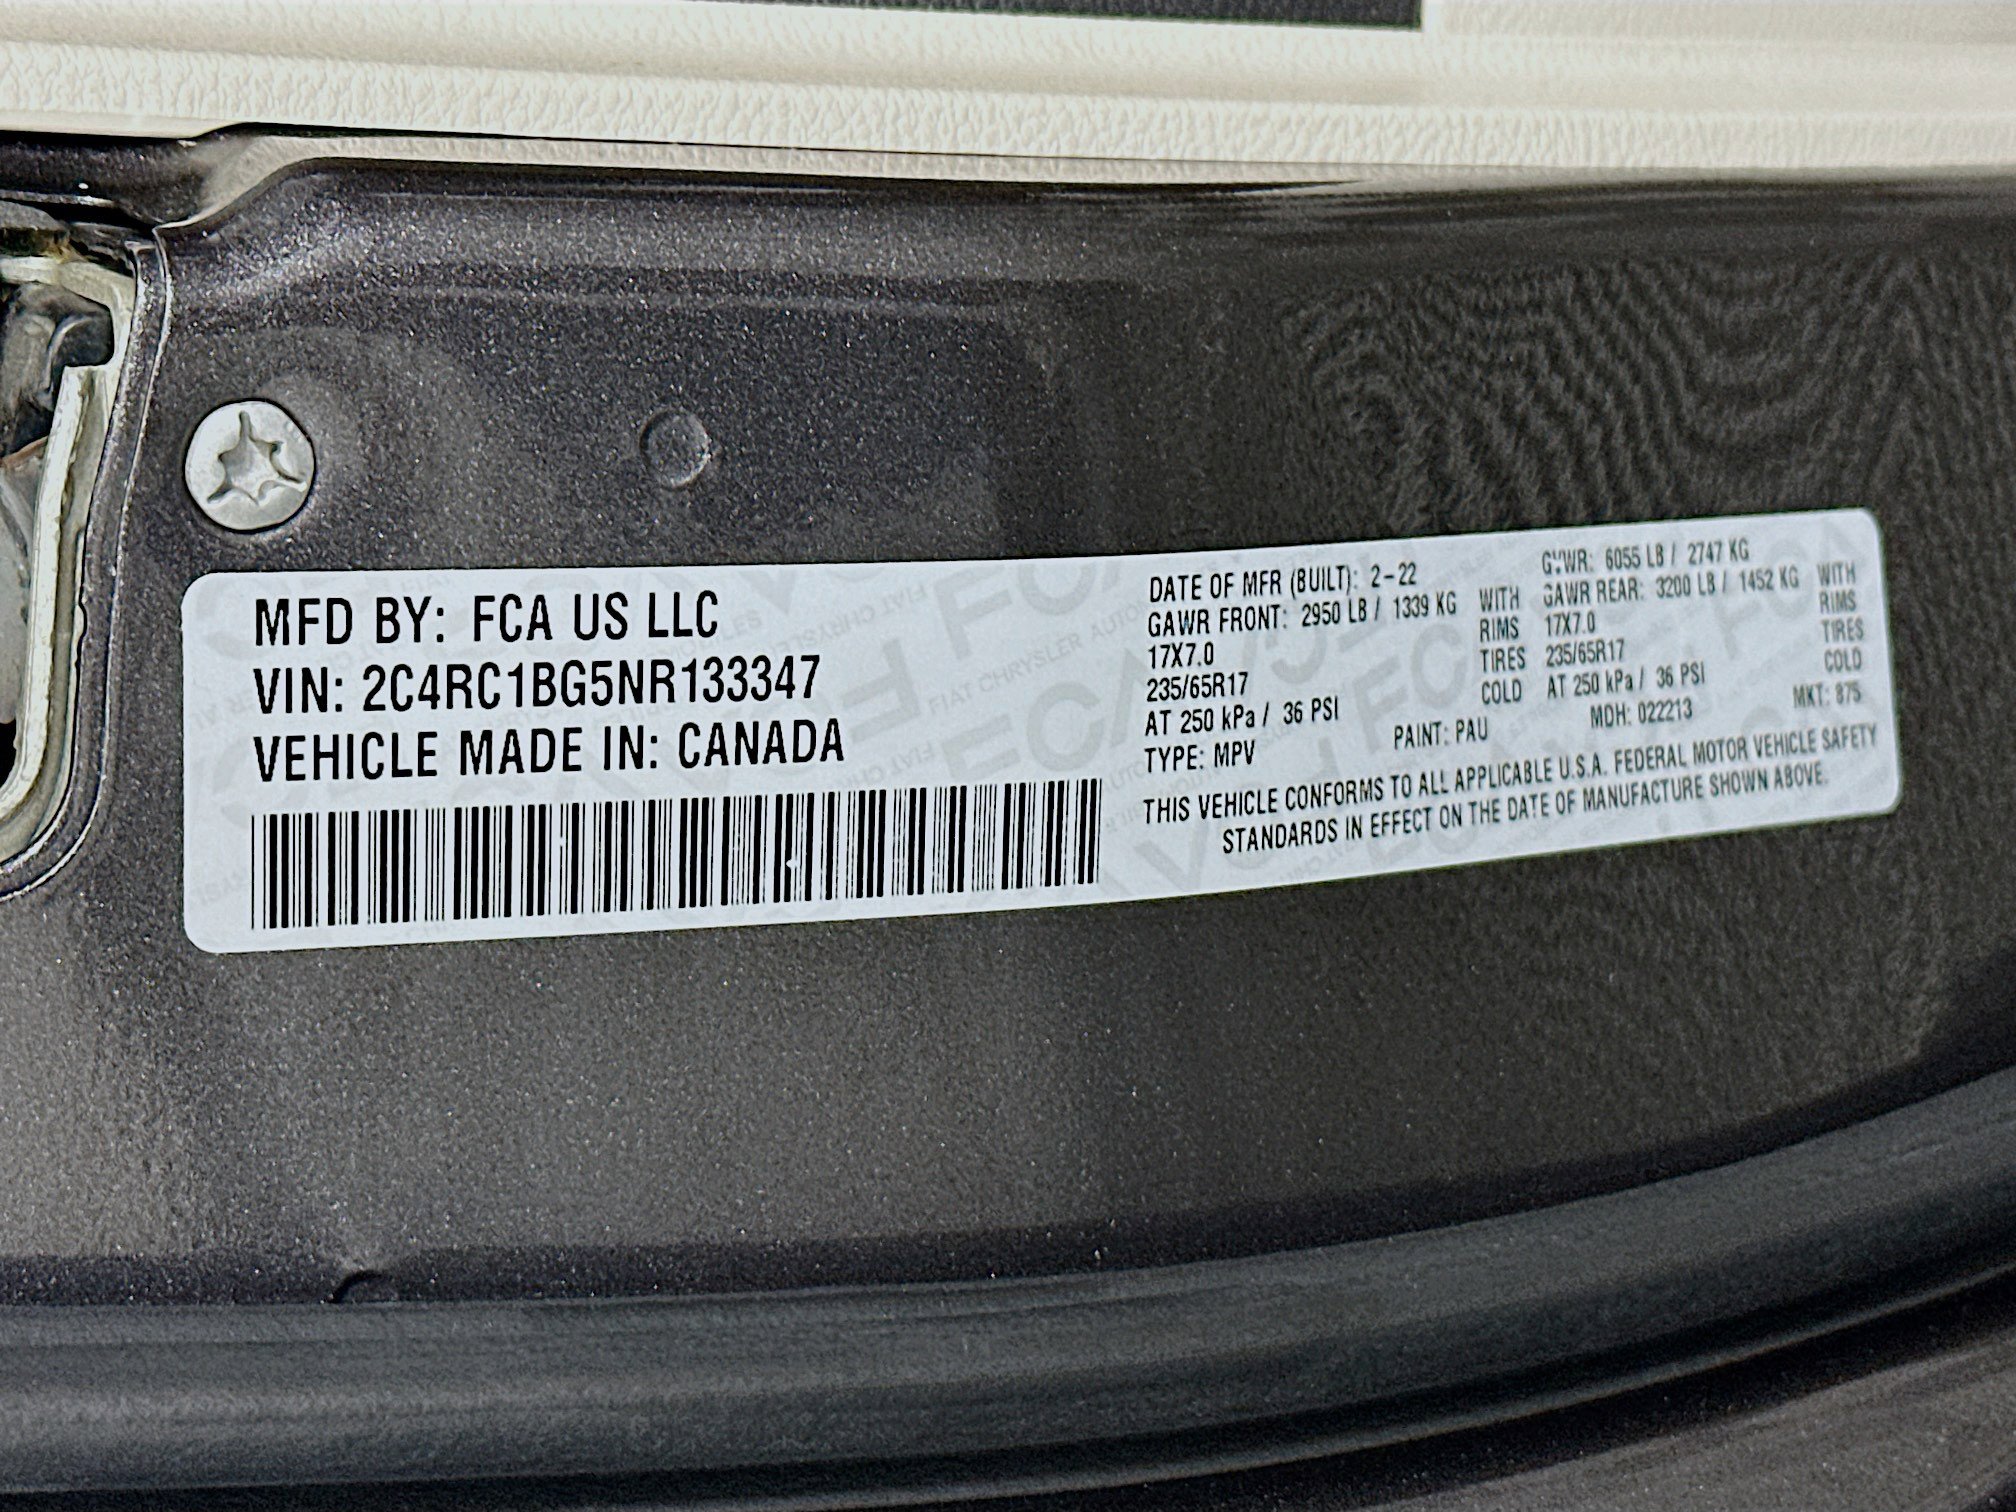 MFD BY: FCA US LLC
VIN: 2C4RC1BG5NR133347
VEHICLE MADE IN: CANADA
DATE OF MFR (BUILT): 2-22 GVWR: 6055 LB / 2747 KG
GAWR FRONT: 2950 LB / 1339 KG WITH GAWR REAR: 3200 LB / 1452 KG WITH
17X7.0 RIMS 17X7.0 RIMS
235/65R17 TIRES 235/65R17 TIRES
AT 250 kPa / 36 PSI COLD AT 250 kPa / 36 PSI COLD
TYPE: MPV PAINT: PAU MDH: 022213 MKT: 875
THIS VEHICLE CONFORMS TO ALL APPLICABLE U.S.A. FEDERAL MOTOR VEHICLE SAFETY
STANDARDS IN EFFECT ON THE DATE OF MANUFACTURE SHOWN ABOVE.